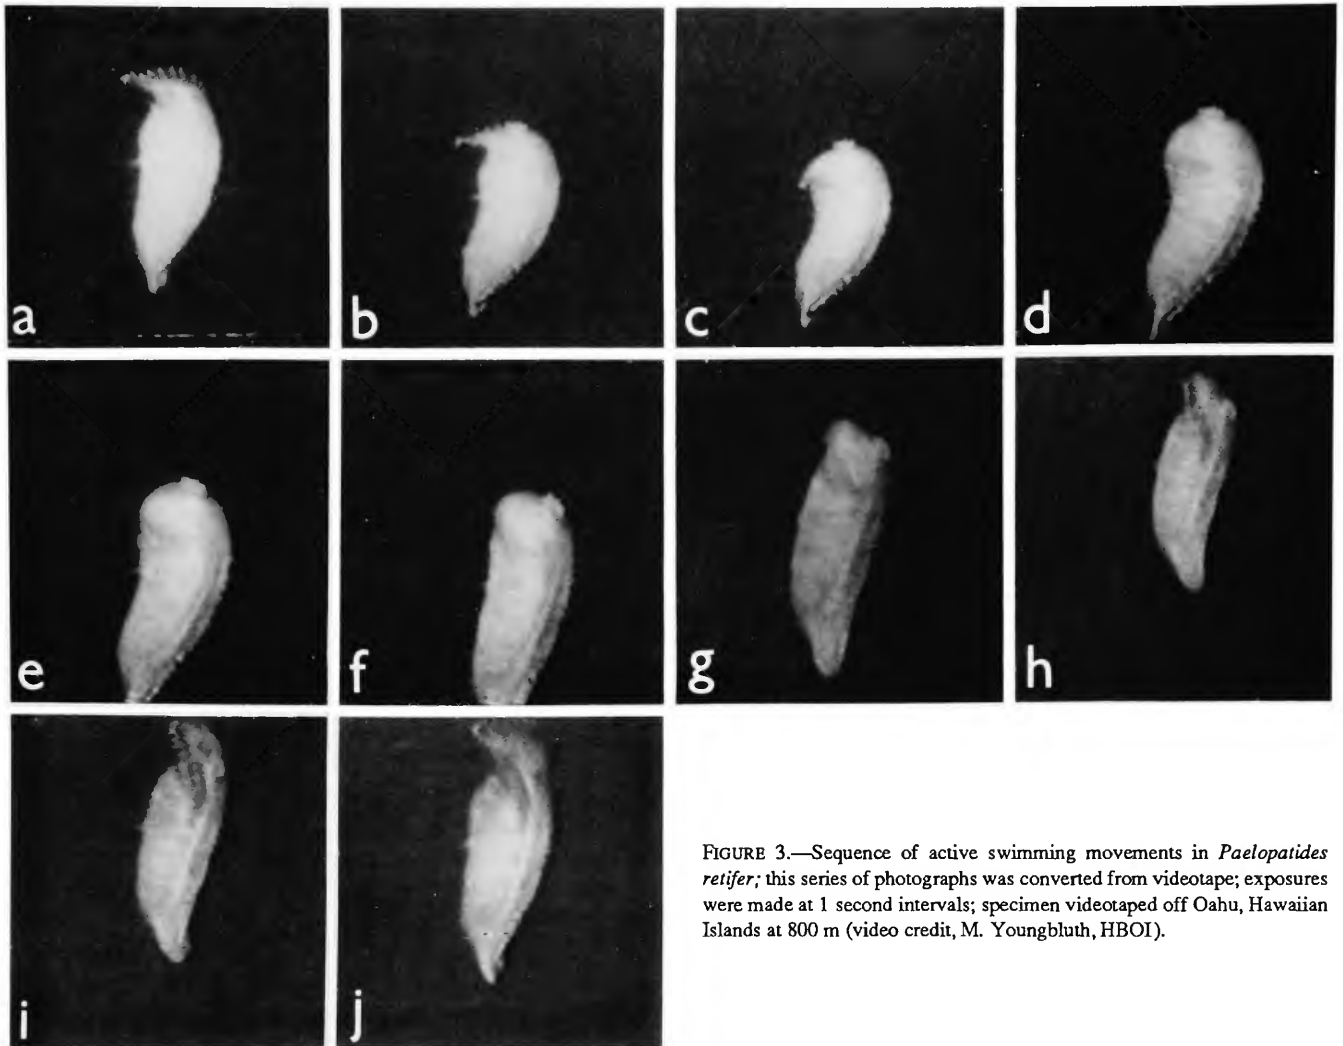 a
b
c
d
e
f
g
h
i
j
FIGURE 3.—Sequence of active swimming movements in Paelopatides
retifer; this series of photographs was converted from videotape; exposures
were made at 1 second intervals; specimen videotaped off Oahu, Hawaiian
Islands at 800 m (video credit, M. Youngbluth, HBOI).